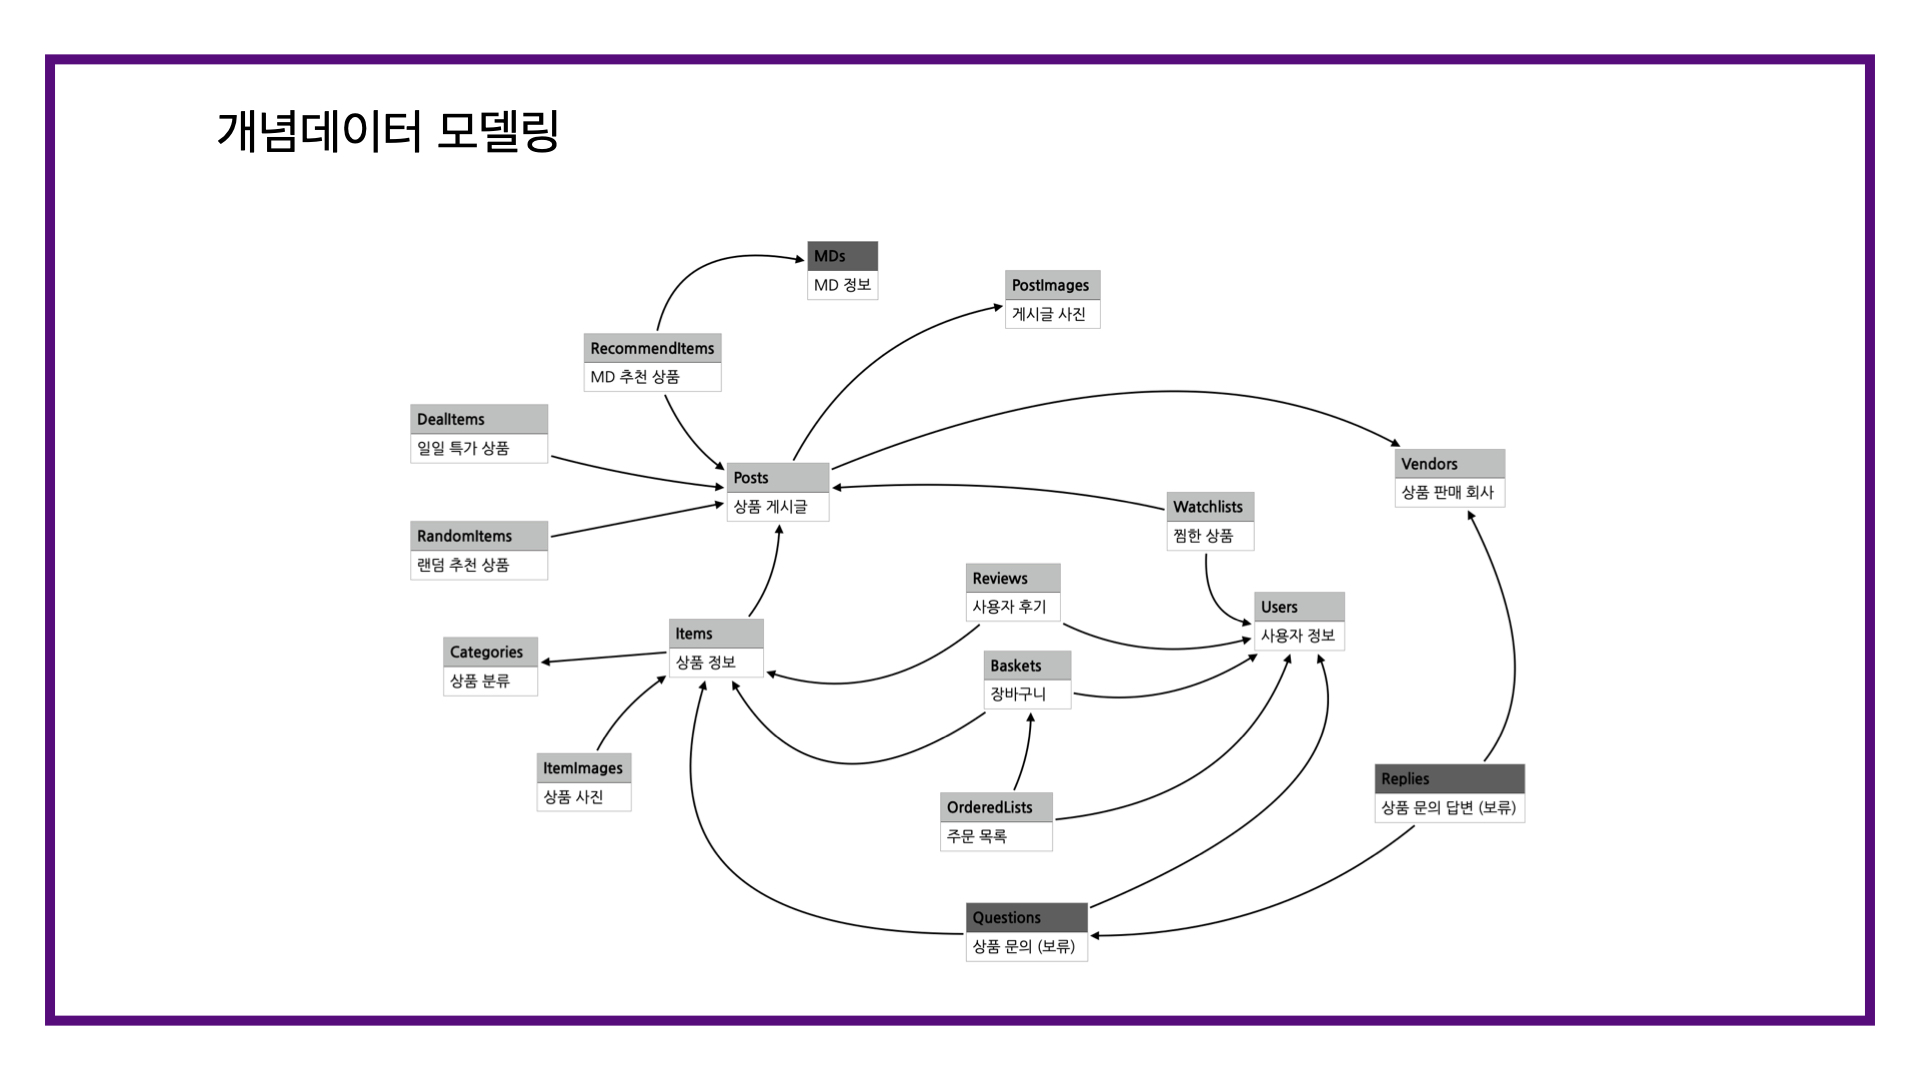 개념데이터 모델링
MDs
MD 정보
PostImages
게시글 사진
RecommendItems
MD 추천 상품
DealItems
일일 특가 상품
Posts
상품 게시글
Vendors
상품 판매 회사
Watchlists
찜한 상품
RandomItems
랜덤 추천 상품
Reviews
사용자 후기
Users
사용자 정보
Items
상품 정보
Categories
상품 분류
Baskets
장바구니
ItemImages
상품 사진
OrderedLists
주문 목록
Replies
상품 문의 답변 (보류)
Questions
상품 문의 (보류)